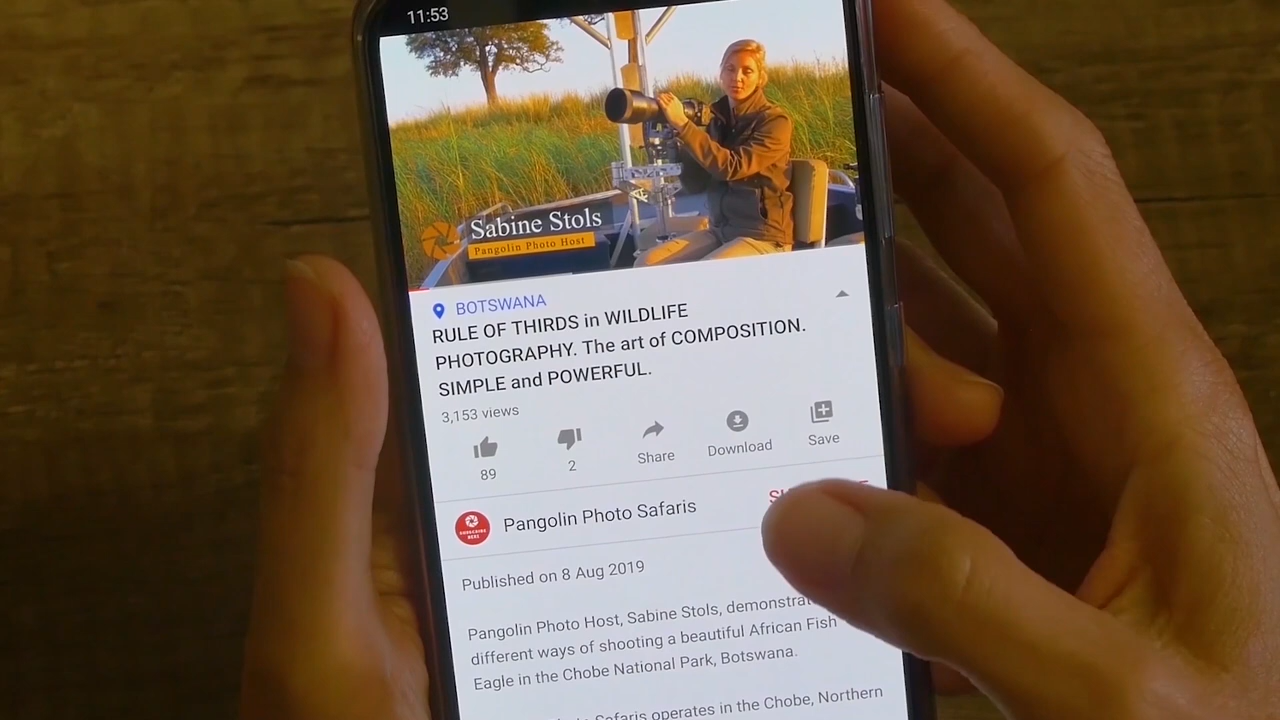 11:53
Sabine Stols
Pangolin Photo Host
BOTSWANA
RULE OF THIRDS in WILDLIFE
PHOTOGRAPHY. The art of COMPOSITION.
SIMPLE and POWERFUL.
3,153 views
89
2
Share
Download
Save
SUBSCRIBE
HERE
Pangolin Photo Safaris
Published on 8 Aug 2019
Pangolin Photo Host, Sabine Stols,
different ways of shooting a beautiful African Fish
Eagle in the Chobe National Park, Botswana.
Safaris operates in the Chobe, Northern